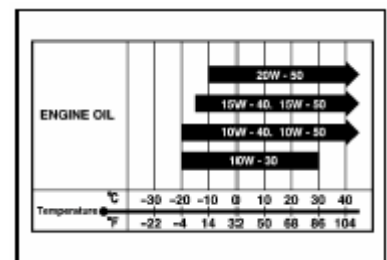 20W - 50
15W - 40, 15W - 50
ENGINE OIL
10W - 40, 10W - 50
10W - 30
°C -30 -20 -10 0 10 20 30 40
Temperature
°F -22 -4 14 32 50 68 86 104